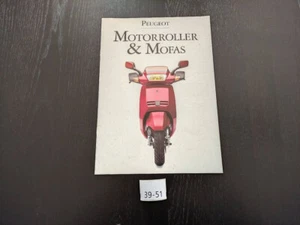 PEUGEOT
MOTORROLLER
& MOFAS
39-51